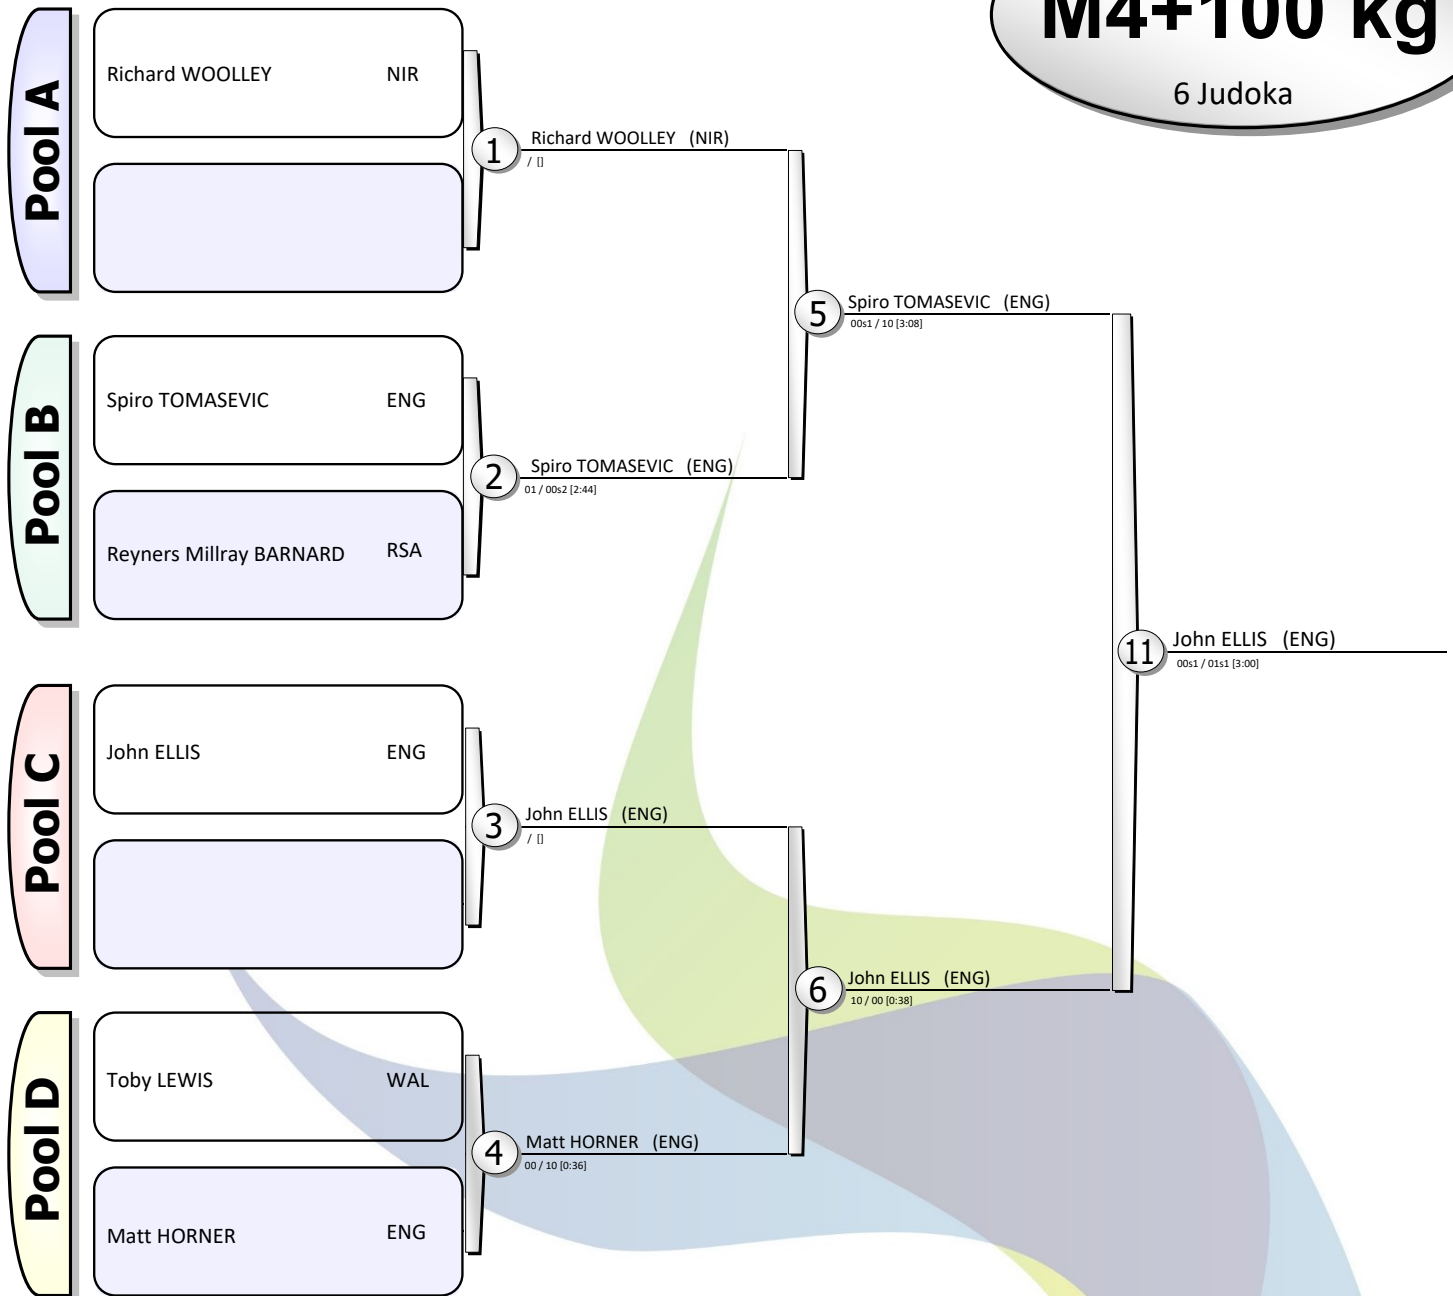 M4+100 kg
6 Judoka
Pool A
Richard WOOLLEY NIR
1
Richard WOOLLEY (NIR)
/ []
5
Spiro TOMASEVIC (ENG)
00s1 / 10 [3:08]
Pool B
Spiro TOMASEVIC ENG
2
Spiro TOMASEVIC (ENG)
01 / 00s2 [2:44]
Reyners Millray BARNARD RSA
11
John ELLIS (ENG)
00s1 / 01s1 [3:00]
Pool C
John ELLIS ENG
3
John ELLIS (ENG)
/ []
6
John ELLIS (ENG)
10 / 00 [0:38]
Pool D
Toby LEWIS WAL
4
Matt HORNER (ENG)
00 / 10 [0:36]
Matt HORNER ENG